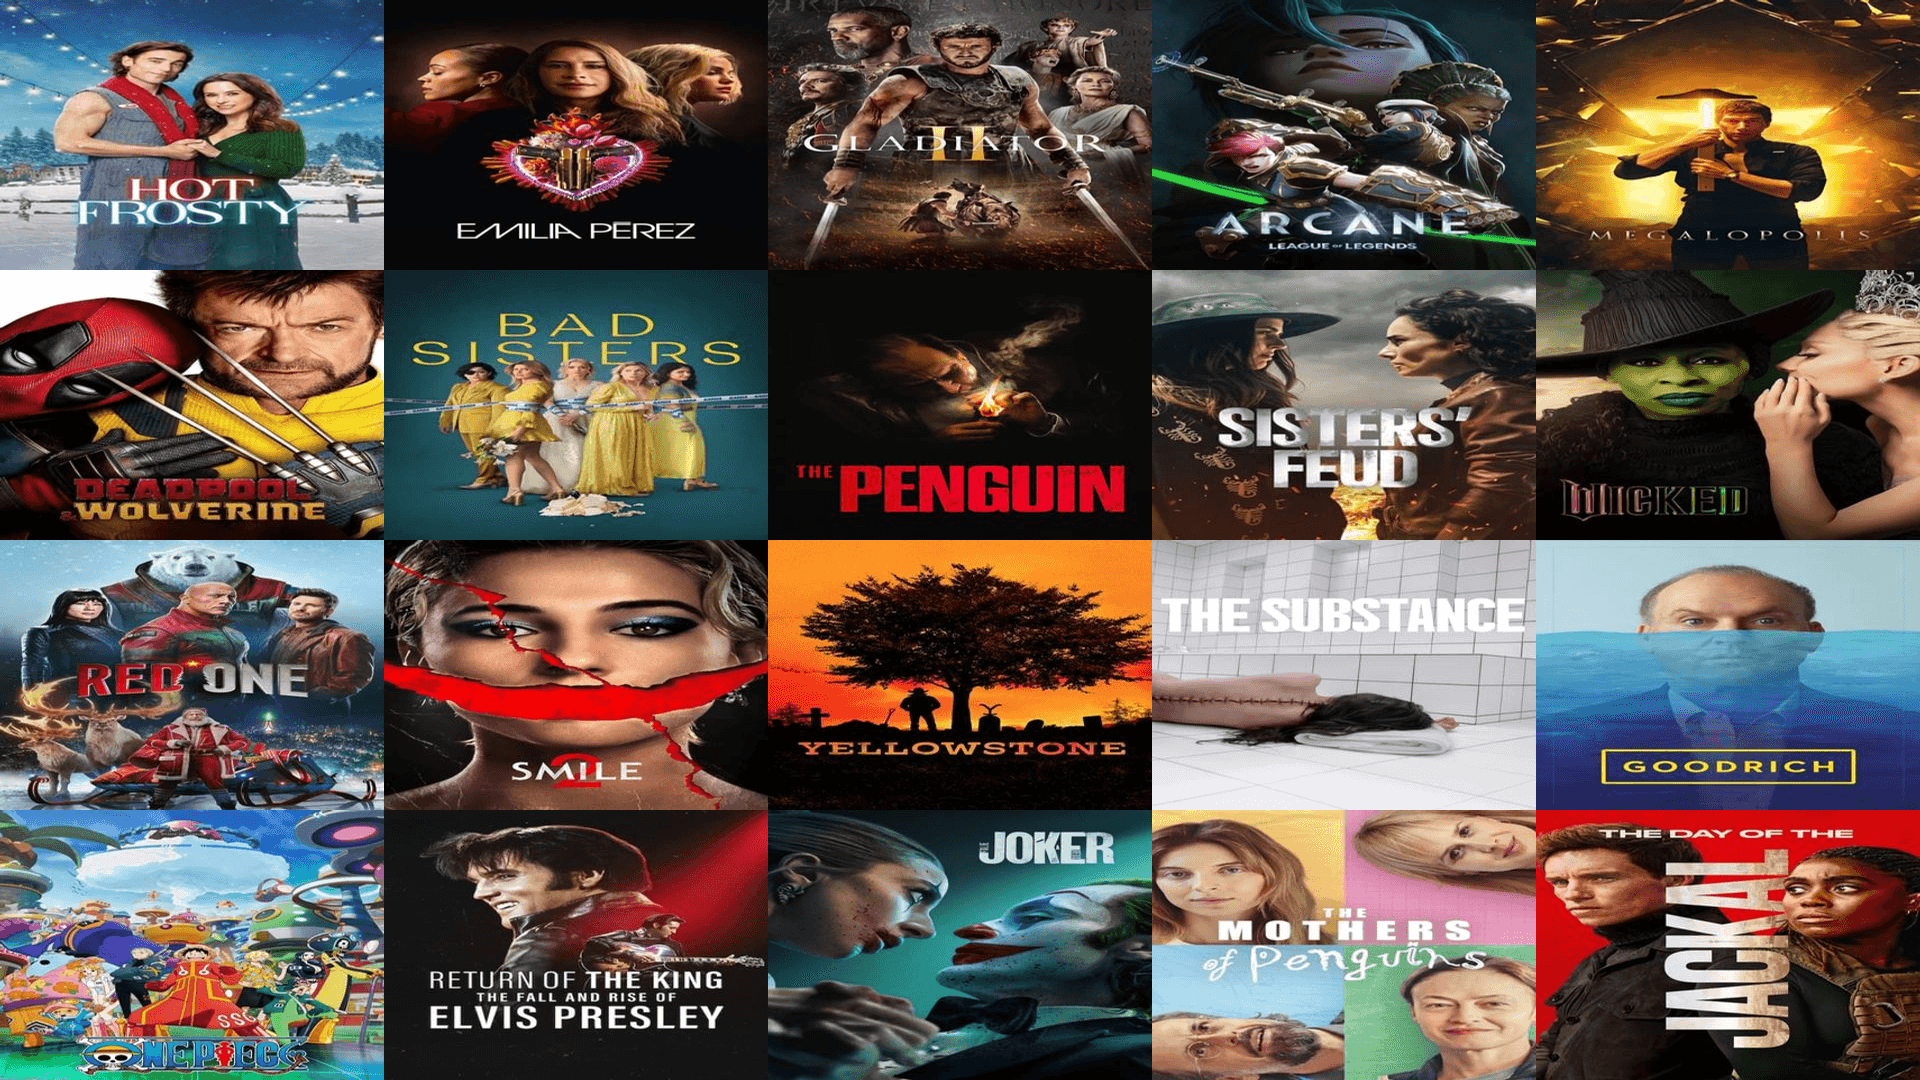 HOT
FROSTY
EMILIA PÉREZ
GLADIATOR
II
ARCANE
LEAGUE OF LEGENDS
MEGALOPOLIS
DEADPOOL
& WOLVERINE
BAD
SISTERS
THE PENGUIN
SISTERS'
FEUD
WICKED
RED ONE
SMILE
2
YELLOWSTONE
THE SUBSTANCE
GOODRICH
SSG
ONE PIECE
RETURN OF THE KING
THE FALL AND RISE OF
ELVIS PRESLEY
JOKER
THE
MOTHERS
of Penguins
THE DAY OF THE
JACKAL